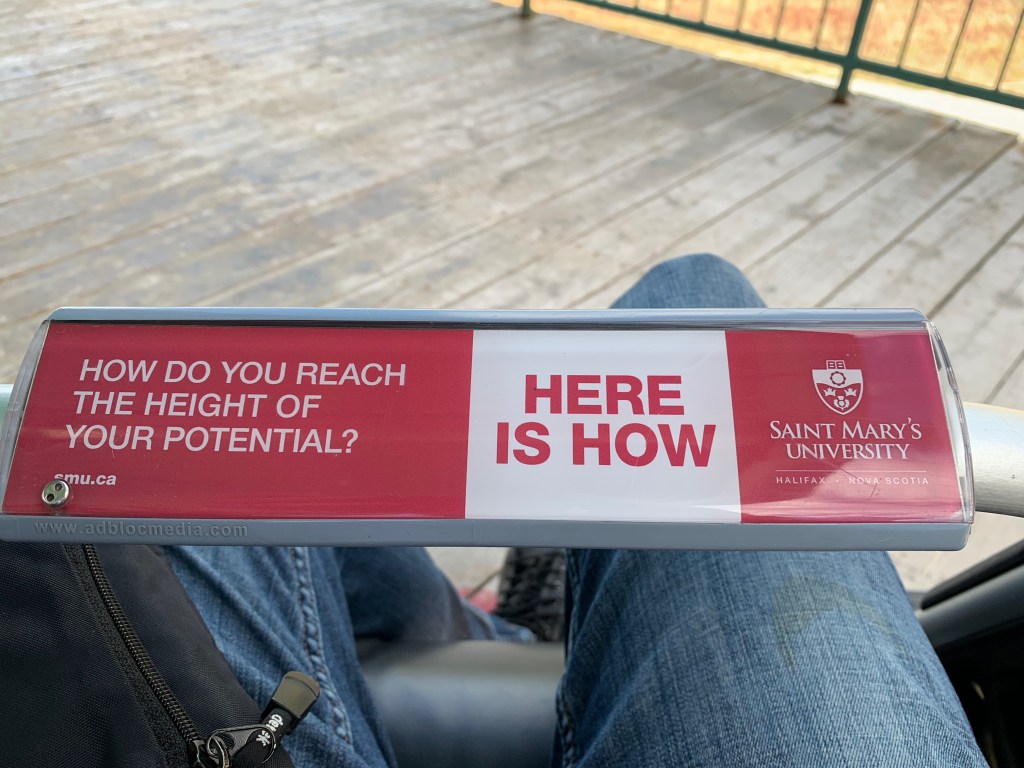 HOW DO YOU REACH
THE HEIGHT OF
YOUR POTENTIAL?
smu.ca
HERE
IS HOW
SAINT MARY'S
UNIVERSITY
HALIFAX • NOVA SCOTIA
www.adblocmedia.com